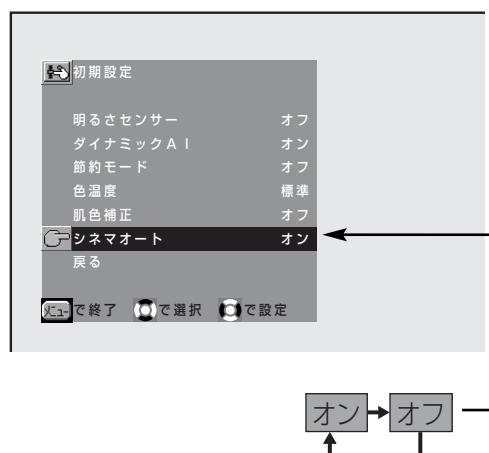 初期設定
明るさセンサー オフ
ダイナミックAI オン
節約モード オフ
色温度 標準
肌色補正 オフ
シネマオート オン
戻る
メニューで終了 で選択 で設定
オン オフ